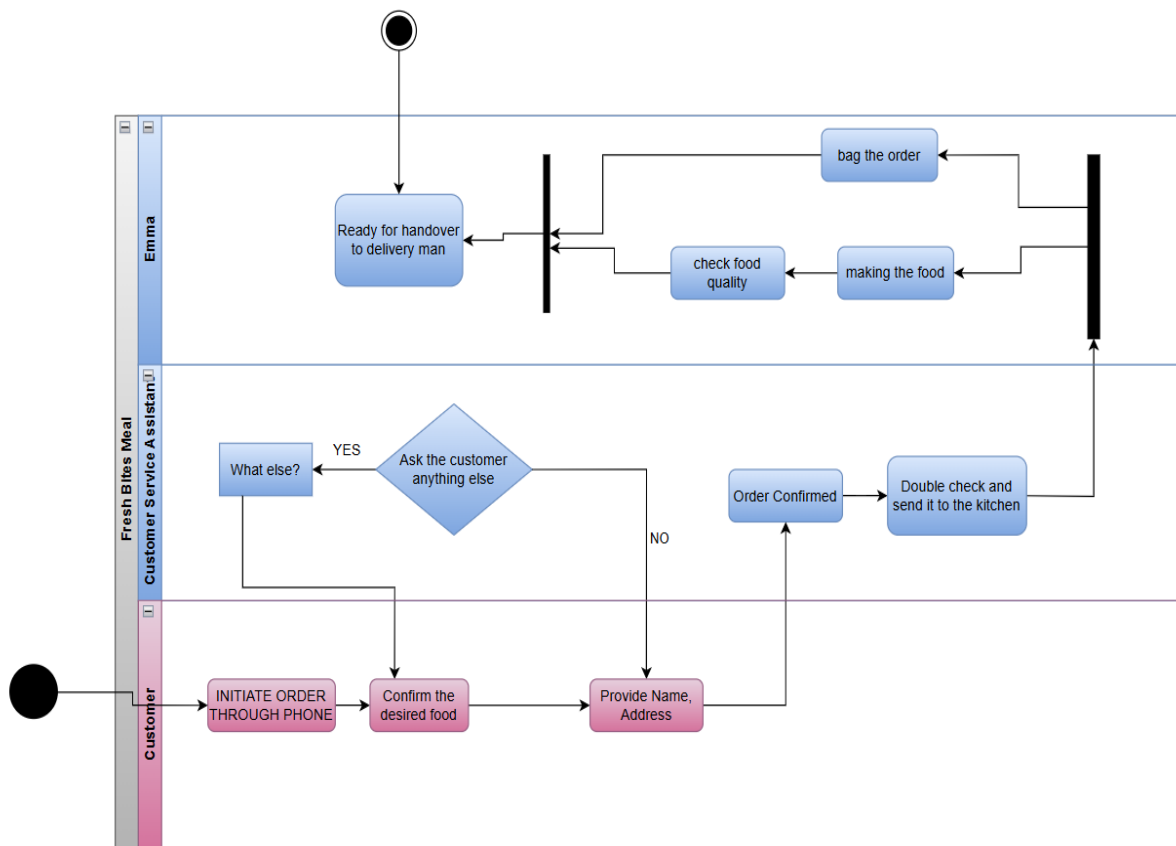 Fresh Bites Meal
Emma
Ready for handover
to delivery man
bag the order
check food
quality
making the food
Customer Service Assistant
What else?
YES
Ask the customer
anything else
NO
Order Confirmed
Double check and
send it to the kitchen
Customer
INITIATE ORDER
THROUGH PHONE
Confirm the
desired food
Provide Name,
Address